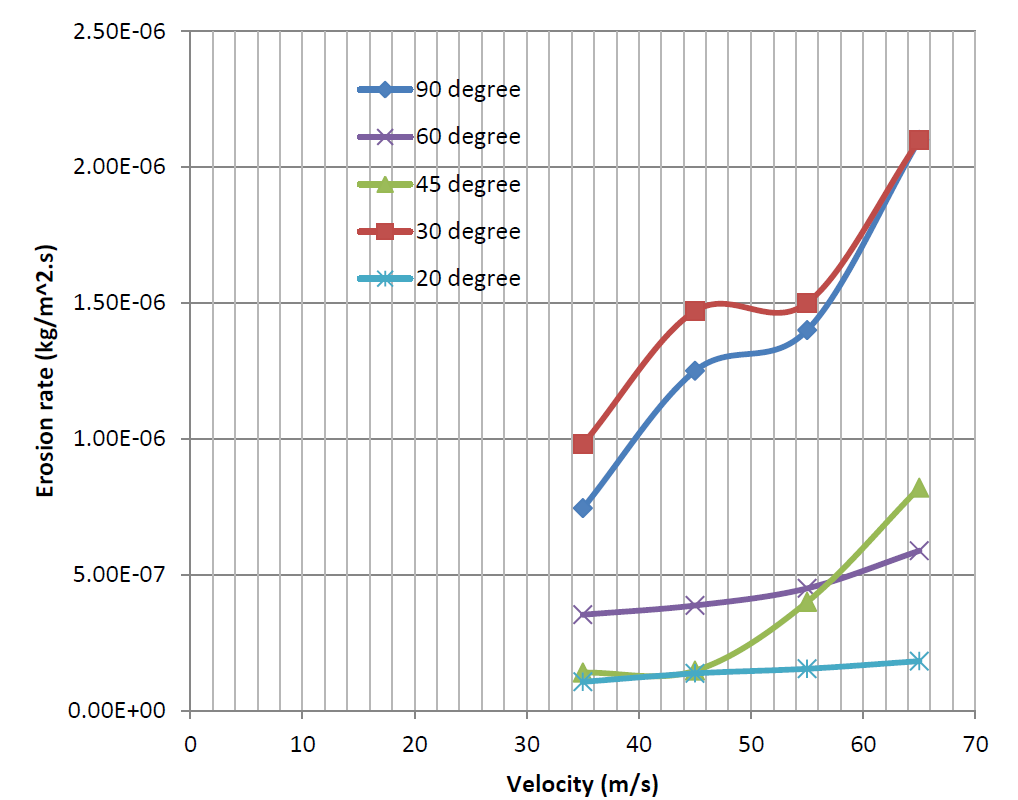 2.50E-06
2.00E-06
1.50E-06
1.00E-06
5.00E-07
0.00E+00
Erosion rate (kg/m^2.s)
90 degree
60 degree
45 degree
30 degree
20 degree
0 10 20 30 40 50 60 70
Velocity (m/s)